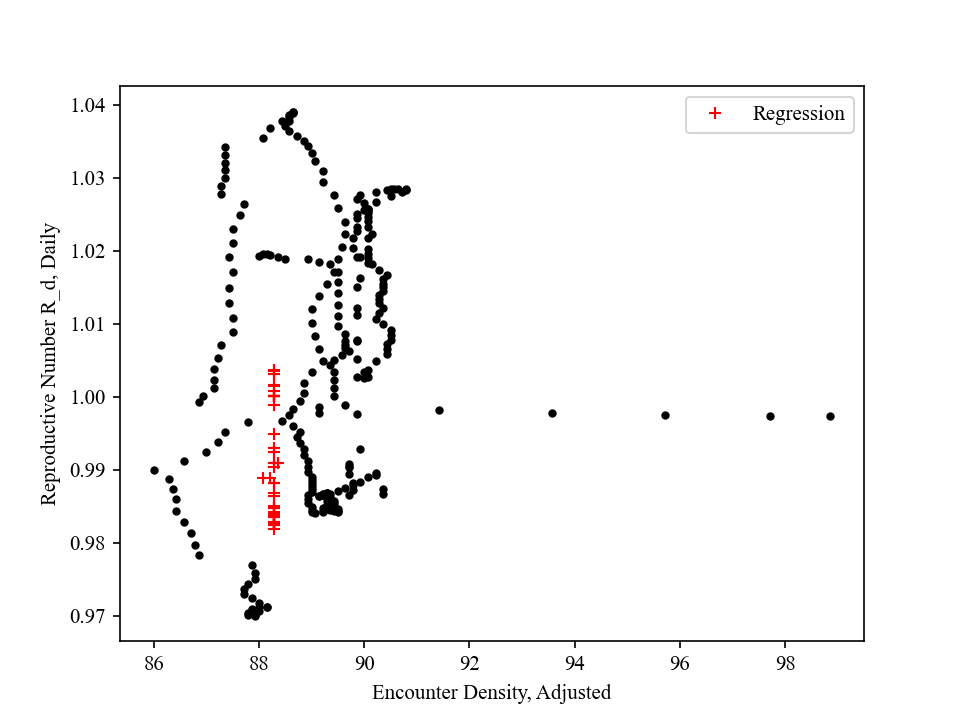 Regression
1.04
1.03
1.02
1.01
1.00
0.99
0.98
0.97
Reproductive Number R_d, Daily
86 88 90 92 94 96 98
Encounter Density, Adjusted